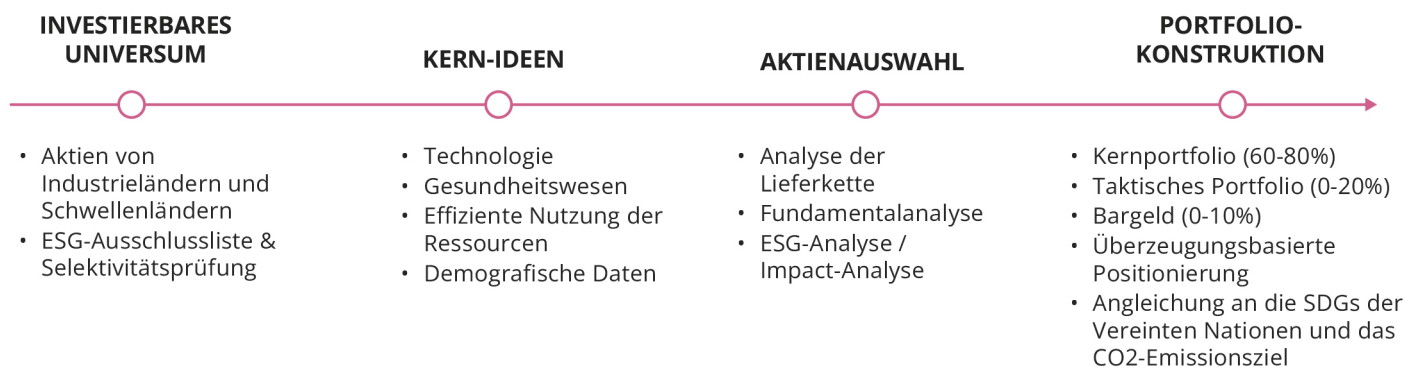 INVESTIERBARES
UNIVERSUM
• Aktien von
Industrieländern und
Schwellenländern
• ESG-Ausschlussliste &
Selektivitätsprüfung
KERN-IDEEN
• Technologie
• Gesundheitswesen
• Effiziente Nutzung der
Ressourcen
• Demografische Daten
AKTIENAUSWAHL
• Analyse der
Lieferkette
• Fundamentalanalyse
• ESG-Analyse /
Impact-Analyse
PORTFOLIO-
KONSTRUKTION
• Kernportfolio (60-80%)
• Taktisches Portfolio (0-20%)
• Bargeld (0-10%)
• Überzeugungsbasierte
Positionierung
• Angleichung an die SDGs der
Vereinten Nationen und das
CO2-Emissionsziel